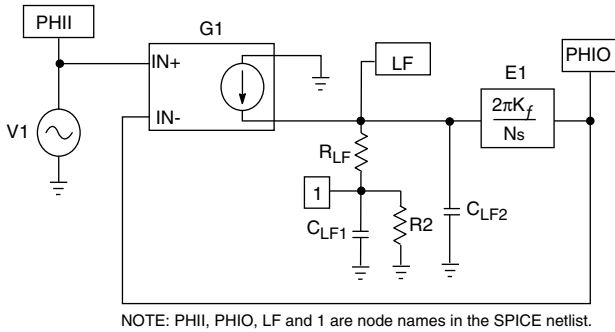 PHII
G1
PHIO
IN+
LF
E1
2πK_f
Ns
IN-
V1
R_LF
1
C_LF1
R2
C_LF2
NOTE: PHII, PHIO, LF and 1 are node names in the SPICE netlist.